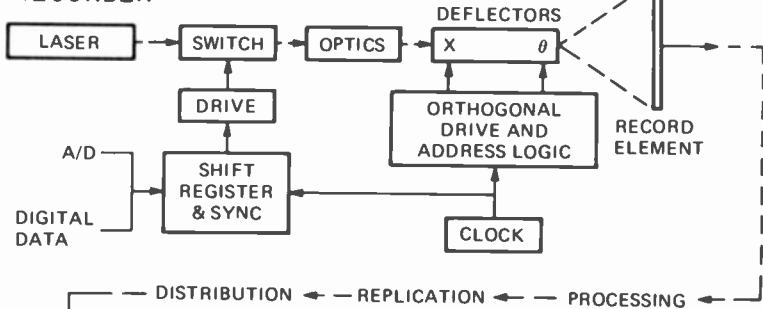 DEFLECTORS
LASER
SWITCH
OPTICS
X θ
DRIVE
ORTHOGONAL
DRIVE AND
ADDRESS LOGIC
RECORD
ELEMENT
A/D
SHIFT
REGISTER
& SYNC
DIGITAL
DATA
CLOCK
DISTRIBUTION REPLICATION PROCESSING